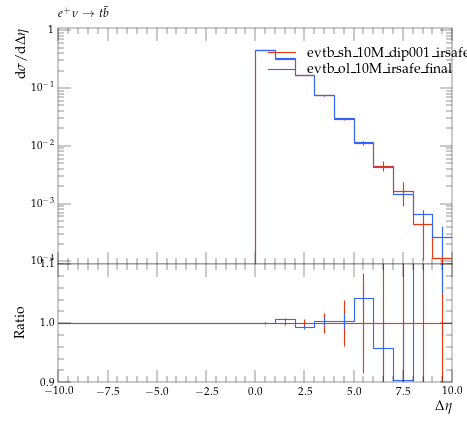 e⁺ν → tb̄
dσ/dΔη
1
10⁻¹
10⁻²
10⁻³
10⁻⁴
evtb_sh_10M_dip001_irsafe
evtb_ol_10M_irsafe_final
Ratio
1.1
1.0
0.9
−10.0 −7.5 −5.0 −2.5 0.0 2.5 5.0 7.5 10.0
Δη